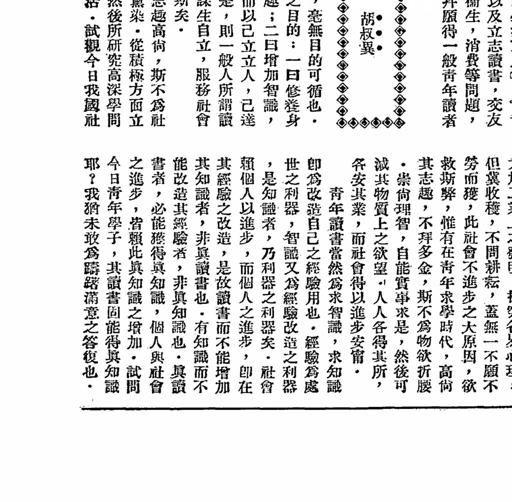 以及立志讀書,交友
衞生,消費等問題,
并願得一般青年讀者
胡叔異
,毫無目的可循也・
之目的:一曰修養身
趣;二曰增加智識,
而以己立立人,己達
是,則一般人所謂讀
謀生自立,服務社會
斯矣・
志趣高尚,斯不爲社
染・從積極方面立
然後所研究高深學問
活・試觀今日我國社
但冀收穫,不問耕耘,蓋無一不願不
勞而獲,此社會不進步之大原因,欲
救斯弊,惟有在青年求學時代,高尚
其志趣,不拜多金,斯不爲物欲折腰
・崇尚理智,自能實事求是,然後可
減其物質上之欲望・人人各得其所,
各安其業,而社會得以進步安甯・
青年讀書當然爲求智識,求知識
卽爲改造自己之經驗用也・經驗爲處
世之利器,智識又爲經驗改造之利器
,是知識者,乃利器之利器矣・社會
賴個人以進步,而個人之進步,卽在
其經驗之改造,是故讀書而不能增加
其知識者,非眞讀書也・有知識而不
能改造其經驗者,非眞知識也・眞讀
書者,必能獲得眞知識,個人與社會
之進步,皆賴此眞知識之增加・試問
今日青年學子,其讀書固能得眞知識
耶?我猶未敢爲躊躇滿意之答復也・